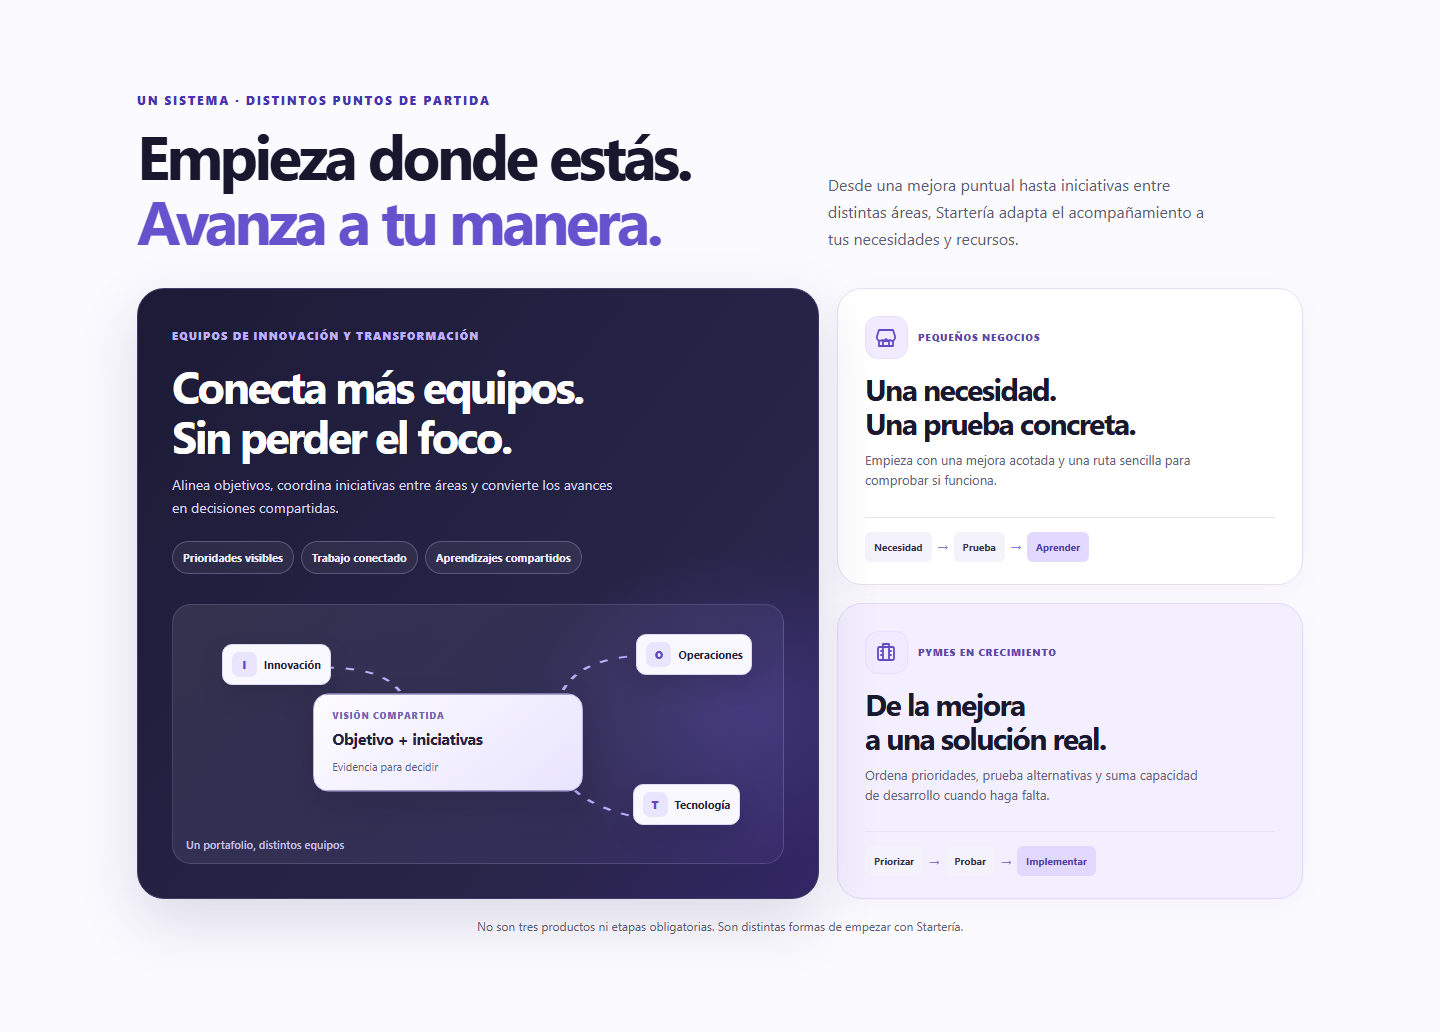 UN SISTEMA · DISTINTOS PUNTOS DE PARTIDA
Empieza donde estás.
Avanza a tu manera.
Desde una mejora puntual hasta iniciativas entre
distintas áreas, Startería adapta el acompañamiento a
tus necesidades y recursos.
EQUIPOS DE INNOVACIÓN Y TRANSFORMACIÓN
Conecta más equipos.
Sin perder el foco.
Alinea objetivos, coordina iniciativas entre áreas y convierte los avances
en decisiones compartidas.
Prioridades visibles
Trabajo conectado
Aprendizajes compartidos
I Innovación
O Operaciones
VISIÓN COMPARTIDA
Objetivo + iniciativas
Evidencia para decidir
T Tecnología
Un portafolio, distintos equipos
PEQUEÑOS NEGOCIOS
Una necesidad.
Una prueba concreta.
Empieza con una mejora acotada y una ruta sencilla para
comprobar si funciona.
Necesidad → Prueba → Aprender
PYMES EN CRECIMIENTO
De la mejora
a una solución real.
Ordena prioridades, prueba alternativas y suma capacidad
de desarrollo cuando haga falta.
Priorizar → Probar → Implementar
No son tres productos ni etapas obligatorias. Son distintas formas de empezar con Startería.